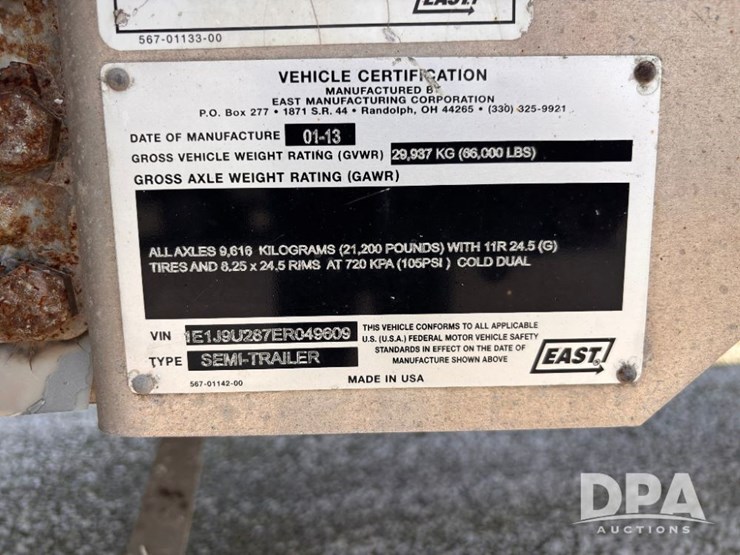 EAST
567-01133-00
VEHICLE CERTIFICATION
MANUFACTURED BY
EAST MANUFACTURING CORPORATION
P.O. Box 277 • 1871 S.R. 44 • Randolph, OH 44265 • (330) 325-9921
DATE OF MANUFACTURE 01-13
GROSS VEHICLE WEIGHT RATING (GVWR) 29,937 KG (66,000 LBS)
GROSS AXLE WEIGHT RATING (GAWR)
ALL AXLES 9,616 KILOGRAMS (21,200 POUNDS) WITH 11R 24.5 (G)
TIRES AND 8.25 x 24.5 RIMS AT 720 KPA (105PSI ) COLD DUAL
VIN 1E1J9U287ER049609
TYPE SEMI-TRAILER
THIS VEHICLE CONFORMS TO ALL APPLICABLE
U.S. (U.S.A.) FEDERAL MOTOR VEHICLE SAFETY
STANDARDS IN EFFECT ON THE DATE OF
MANUFACTURE SHOWN ABOVE
EAST
567-01142-00
MADE IN USA
DPA
AUCTIONS